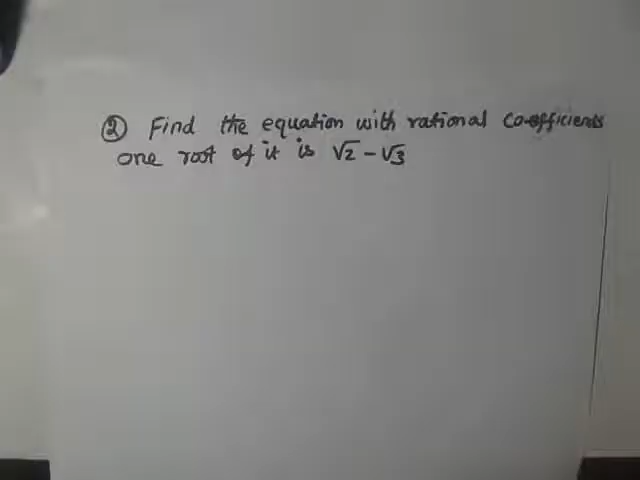 ② Find the equation with rational co-efficients
one root of it is √2 - √3